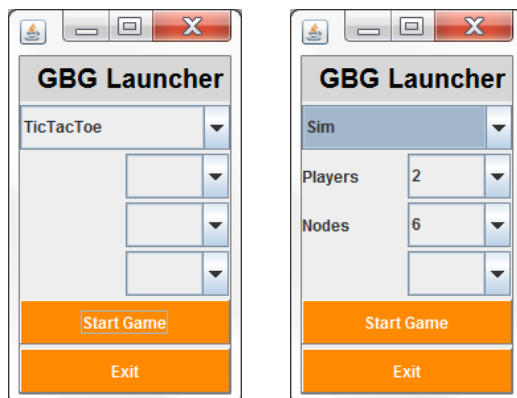 GBG Launcher
TicTacToe
Start Game
Exit
GBG Launcher
Sim
Players 2
Nodes 6
Start Game
Exit